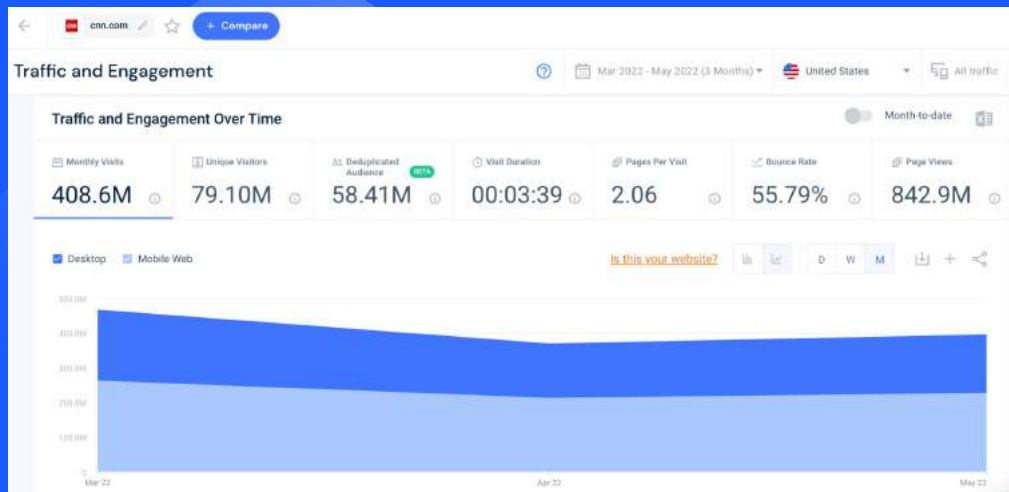 cnn.com
+ Compare
Traffic and Engagement
Mar 2022 - May 2022 (3 Months)
United States
All traffic
Traffic and Engagement Over Time
Month-to-date
Monthly Visits
408.6M
Unique Visitors
79.10M
Deduplicated
Audience BETA
58.41M
Visit Duration
00:03:39
Pages Per Visit
2.06
Bounce Rate
55.79%
Page Views
842.9M
Desktop
Mobile Web
Is this your website?
D W M
500.0M
400.0M
300.0M
200.0M
100.0M
0
Mar 22
Apr 22
May 22